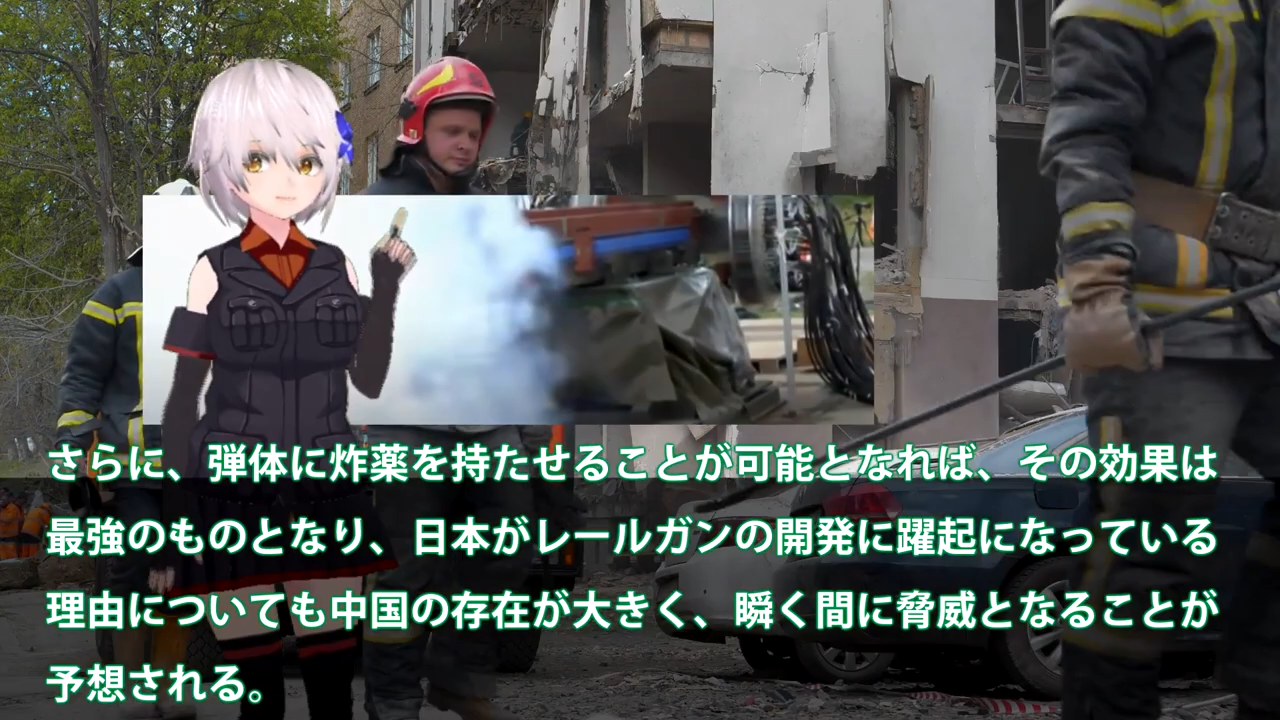 さらに、弾体に炸薬を持たせることが可能となれば、その効果は
最強のものとなり、日本がレールガンの開発に躍起になっている
理由についても中国の存在が大きく、瞬く間に脅威となることが
予想される。